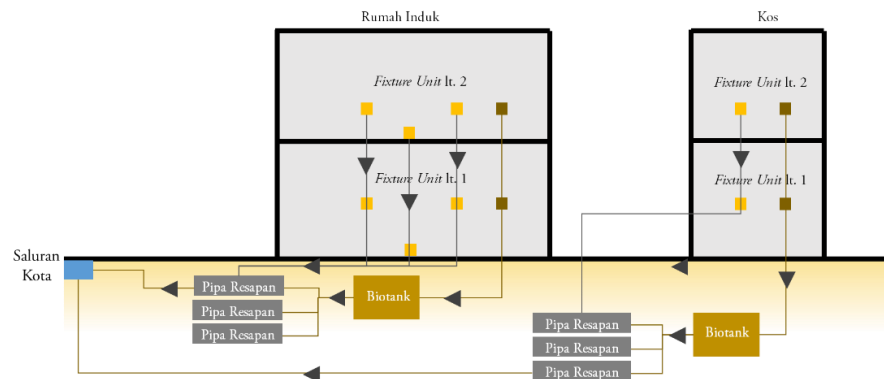 Rumah Induk
Kos
Fixture Unit lt. 2
Fixture Unit lt. 2
Fixture Unit lt. 1
Fixture Unit lt. 1
Saluran
Kota
Pipa Resapan
Pipa Resapan
Pipa Resapan
Biotank
Pipa Resapan
Pipa Resapan
Pipa Resapan
Biotank